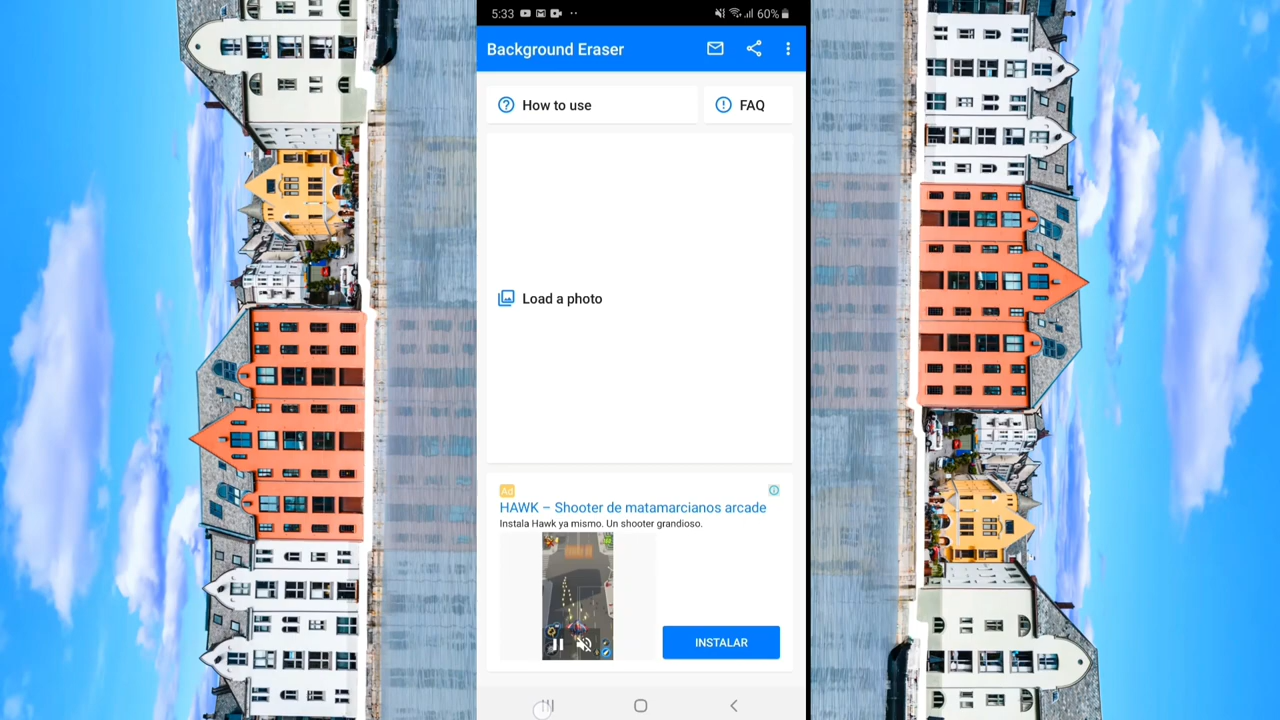 5:33
60%
Background Eraser
How to use
FAQ
Load a photo
Ad
HAWK – Shooter de matamarcianos arcade
Instala Hawk ya mismo. Un shooter grandioso.
INSTALAR